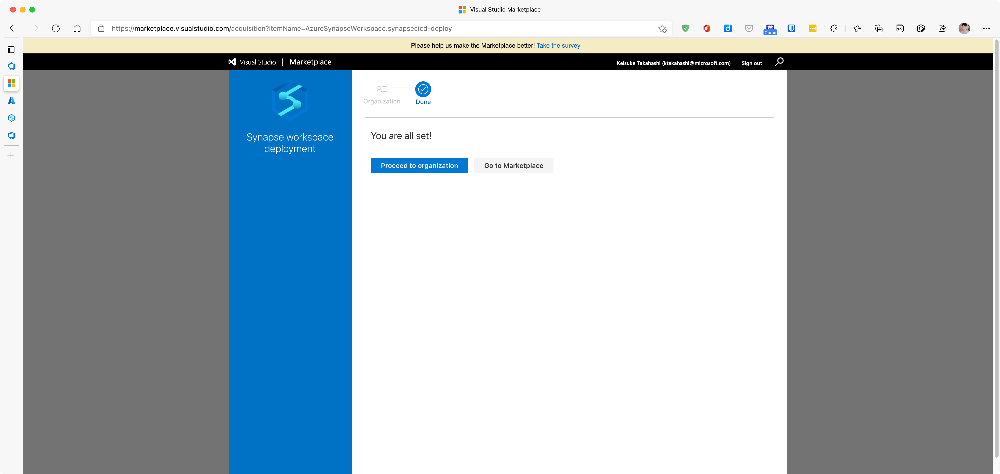 Visual Studio Marketplace
https://marketplace.visualstudio.com/acquisition?itemName=AzureSynapseWorkspace.synapsecicd-deploy
Comn
Please help us make the Marketplace better! Take the survey
Visual Studio | Marketplace
Keisuke Takahashi (ktakahashi@microsoft.com) Sign out
Organization
Done
Synapse workspace
deployment
You are all set!
Proceed to organization
Go to Marketplace